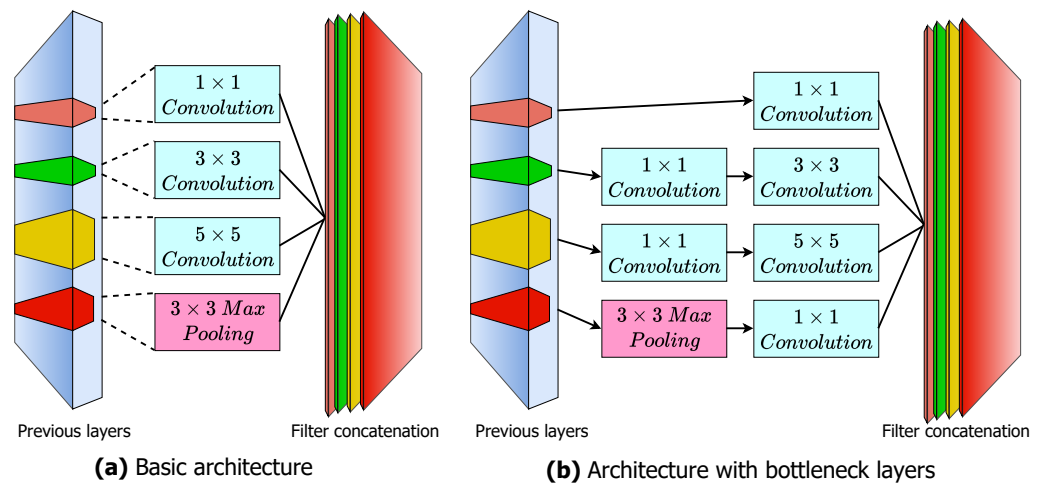 1 × 1
Convolution
3 × 3
Convolution
5 × 5
Convolution
3 × 3 Max
Pooling
Previous layers
Filter concatenation
(a) Basic architecture
1 × 1
Convolution
1 × 1
Convolution
3 × 3
Convolution
1 × 1
Convolution
5 × 5
Convolution
3 × 3 Max
Pooling
1 × 1
Convolution
Previous layers
Filter concatenation
(b) Architecture with bottleneck layers